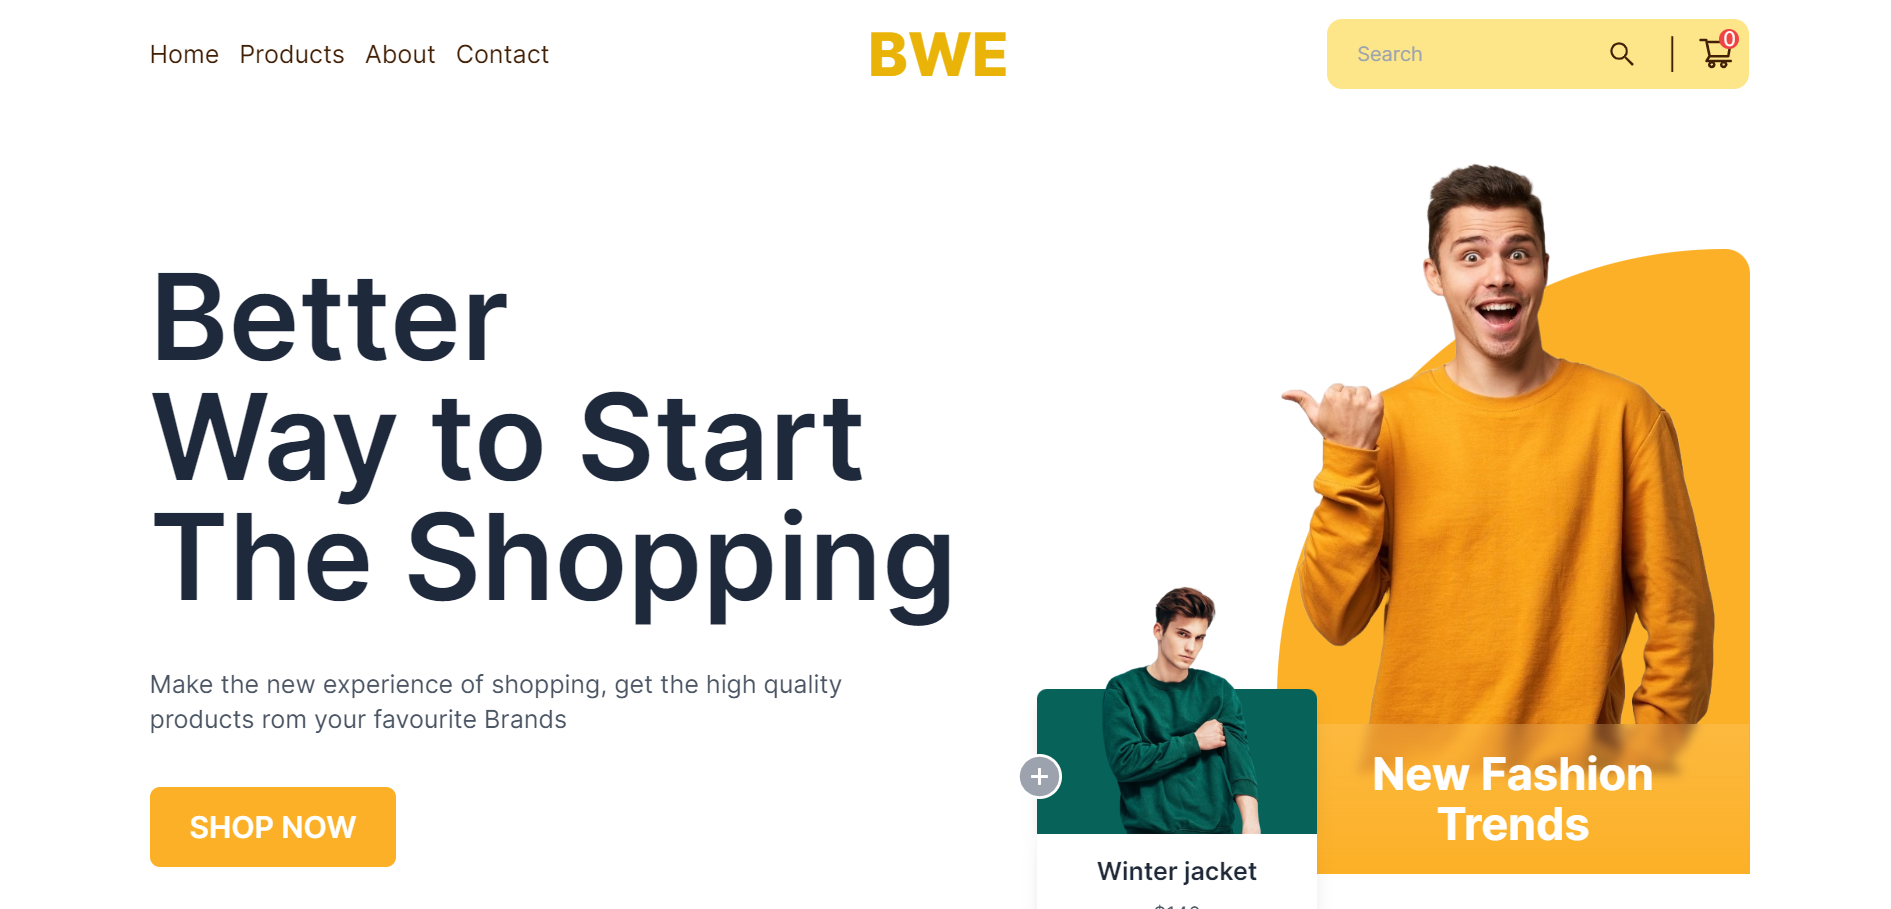 Home Products About Contact
BWE
Search
0
Better
Way to Start
The Shopping
Make the new experience of shopping, get the high quality
products rom your favourite Brands
SHOP NOW
New Fashion
Trends
Winter jacket